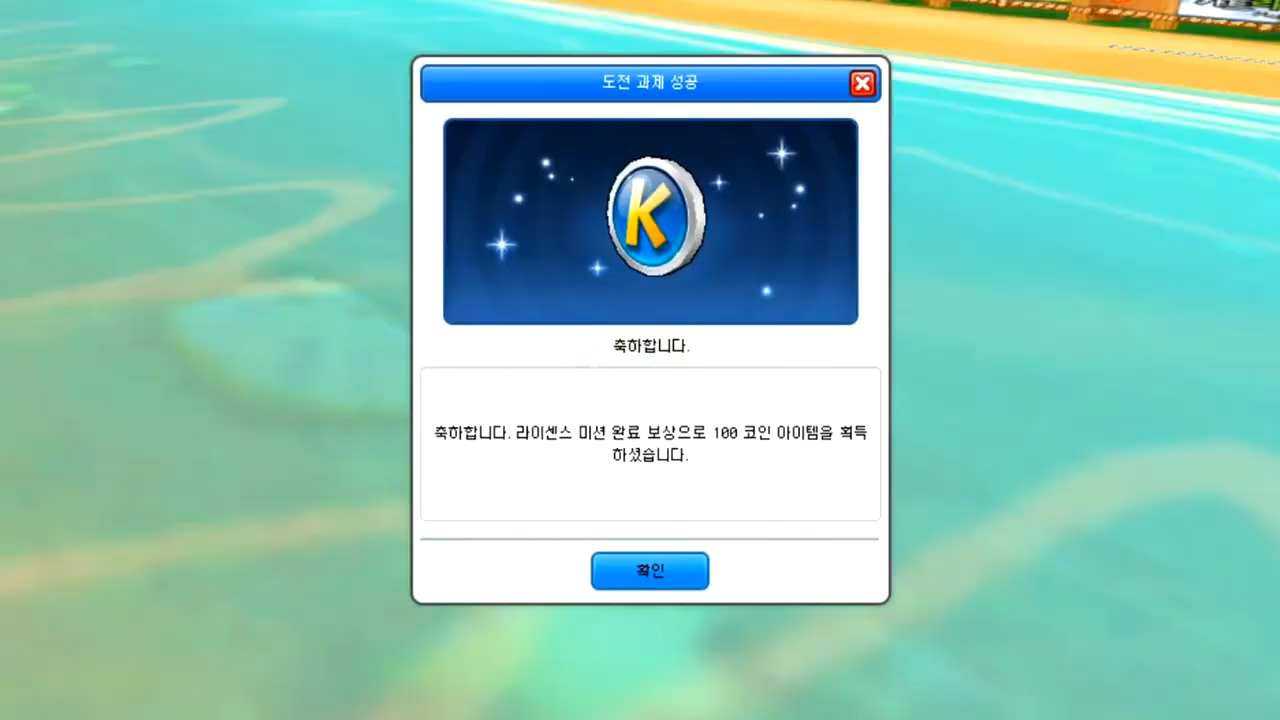 도전 과제 성공
K
축하합니다.
축하합니다. 라이센스 미션 완료 보상으로 100 코인 아이템을 획득
하셨습니다.
확인